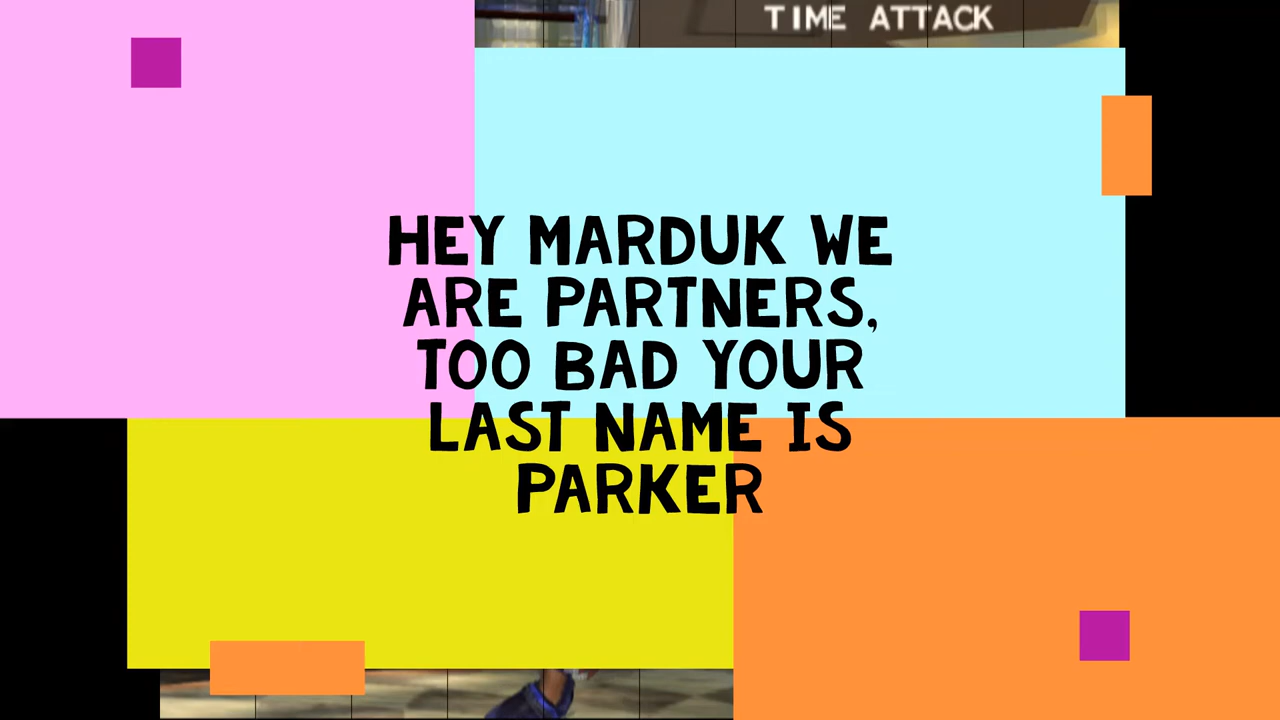 TIME ATTACK
HEY MARDUK WE
ARE PARTNERS,
TOO BAD YOUR
LAST NAME IS
PARKER